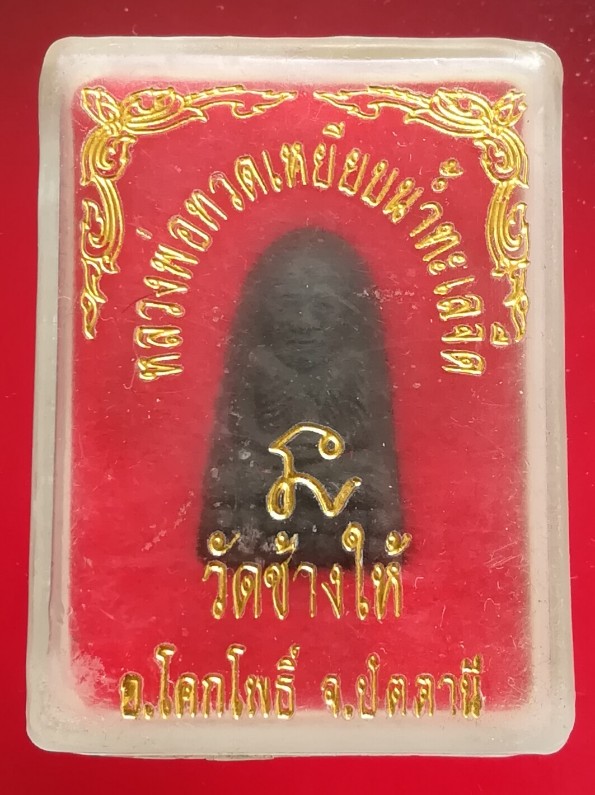 หลวงพ่อทวดเหยียบน้ำทะเลจืด
วัดช้างให้
อ.โคกโพธิ์ จ.ปัตตานี